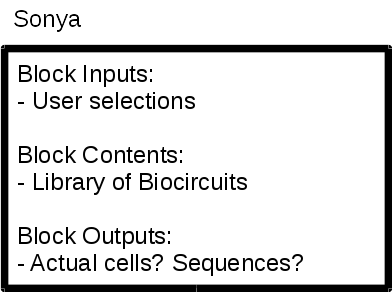 Sonya
Block Inputs:
- User selections
Block Contents:
- Library of Biocircuits
Block Outputs:
- Actual cells? Sequences?